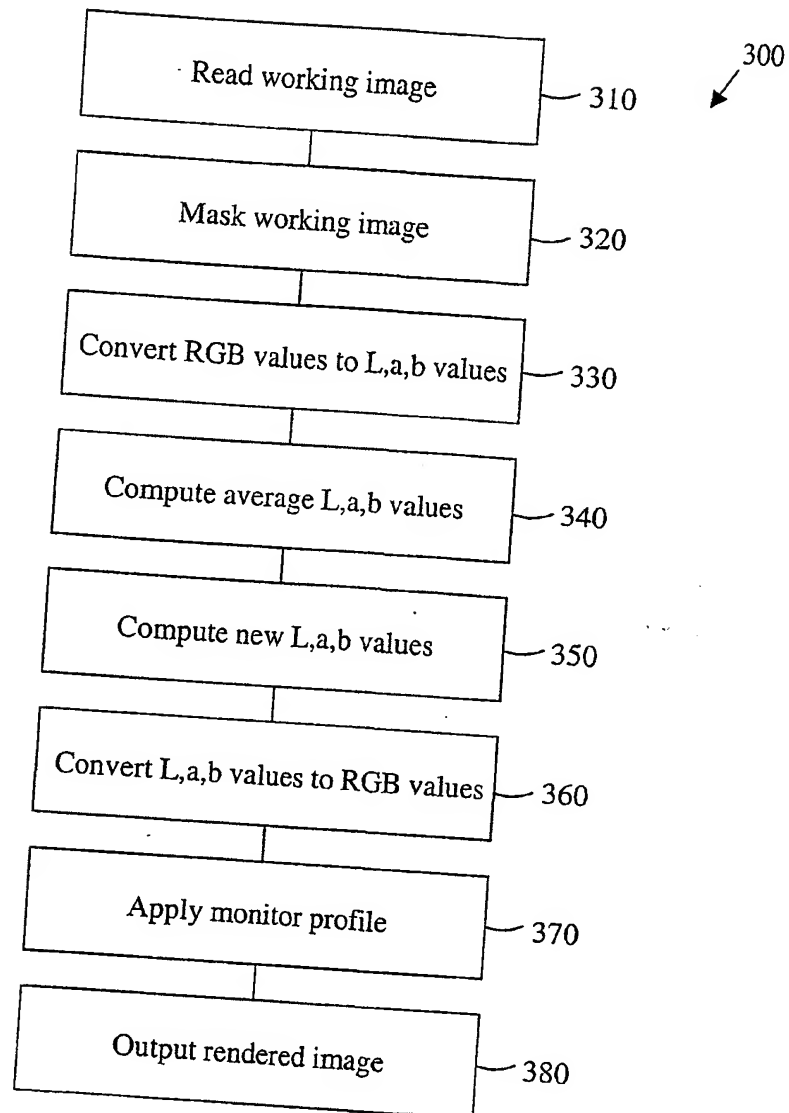 300
Read working image 310
Mask working image 320
Convert RGB values to L,a,b values 330
Compute average L,a,b values 340
Compute new L,a,b values 350
Convert L,a,b values to RGB values 360
Apply monitor profile 370
Output rendered image 380